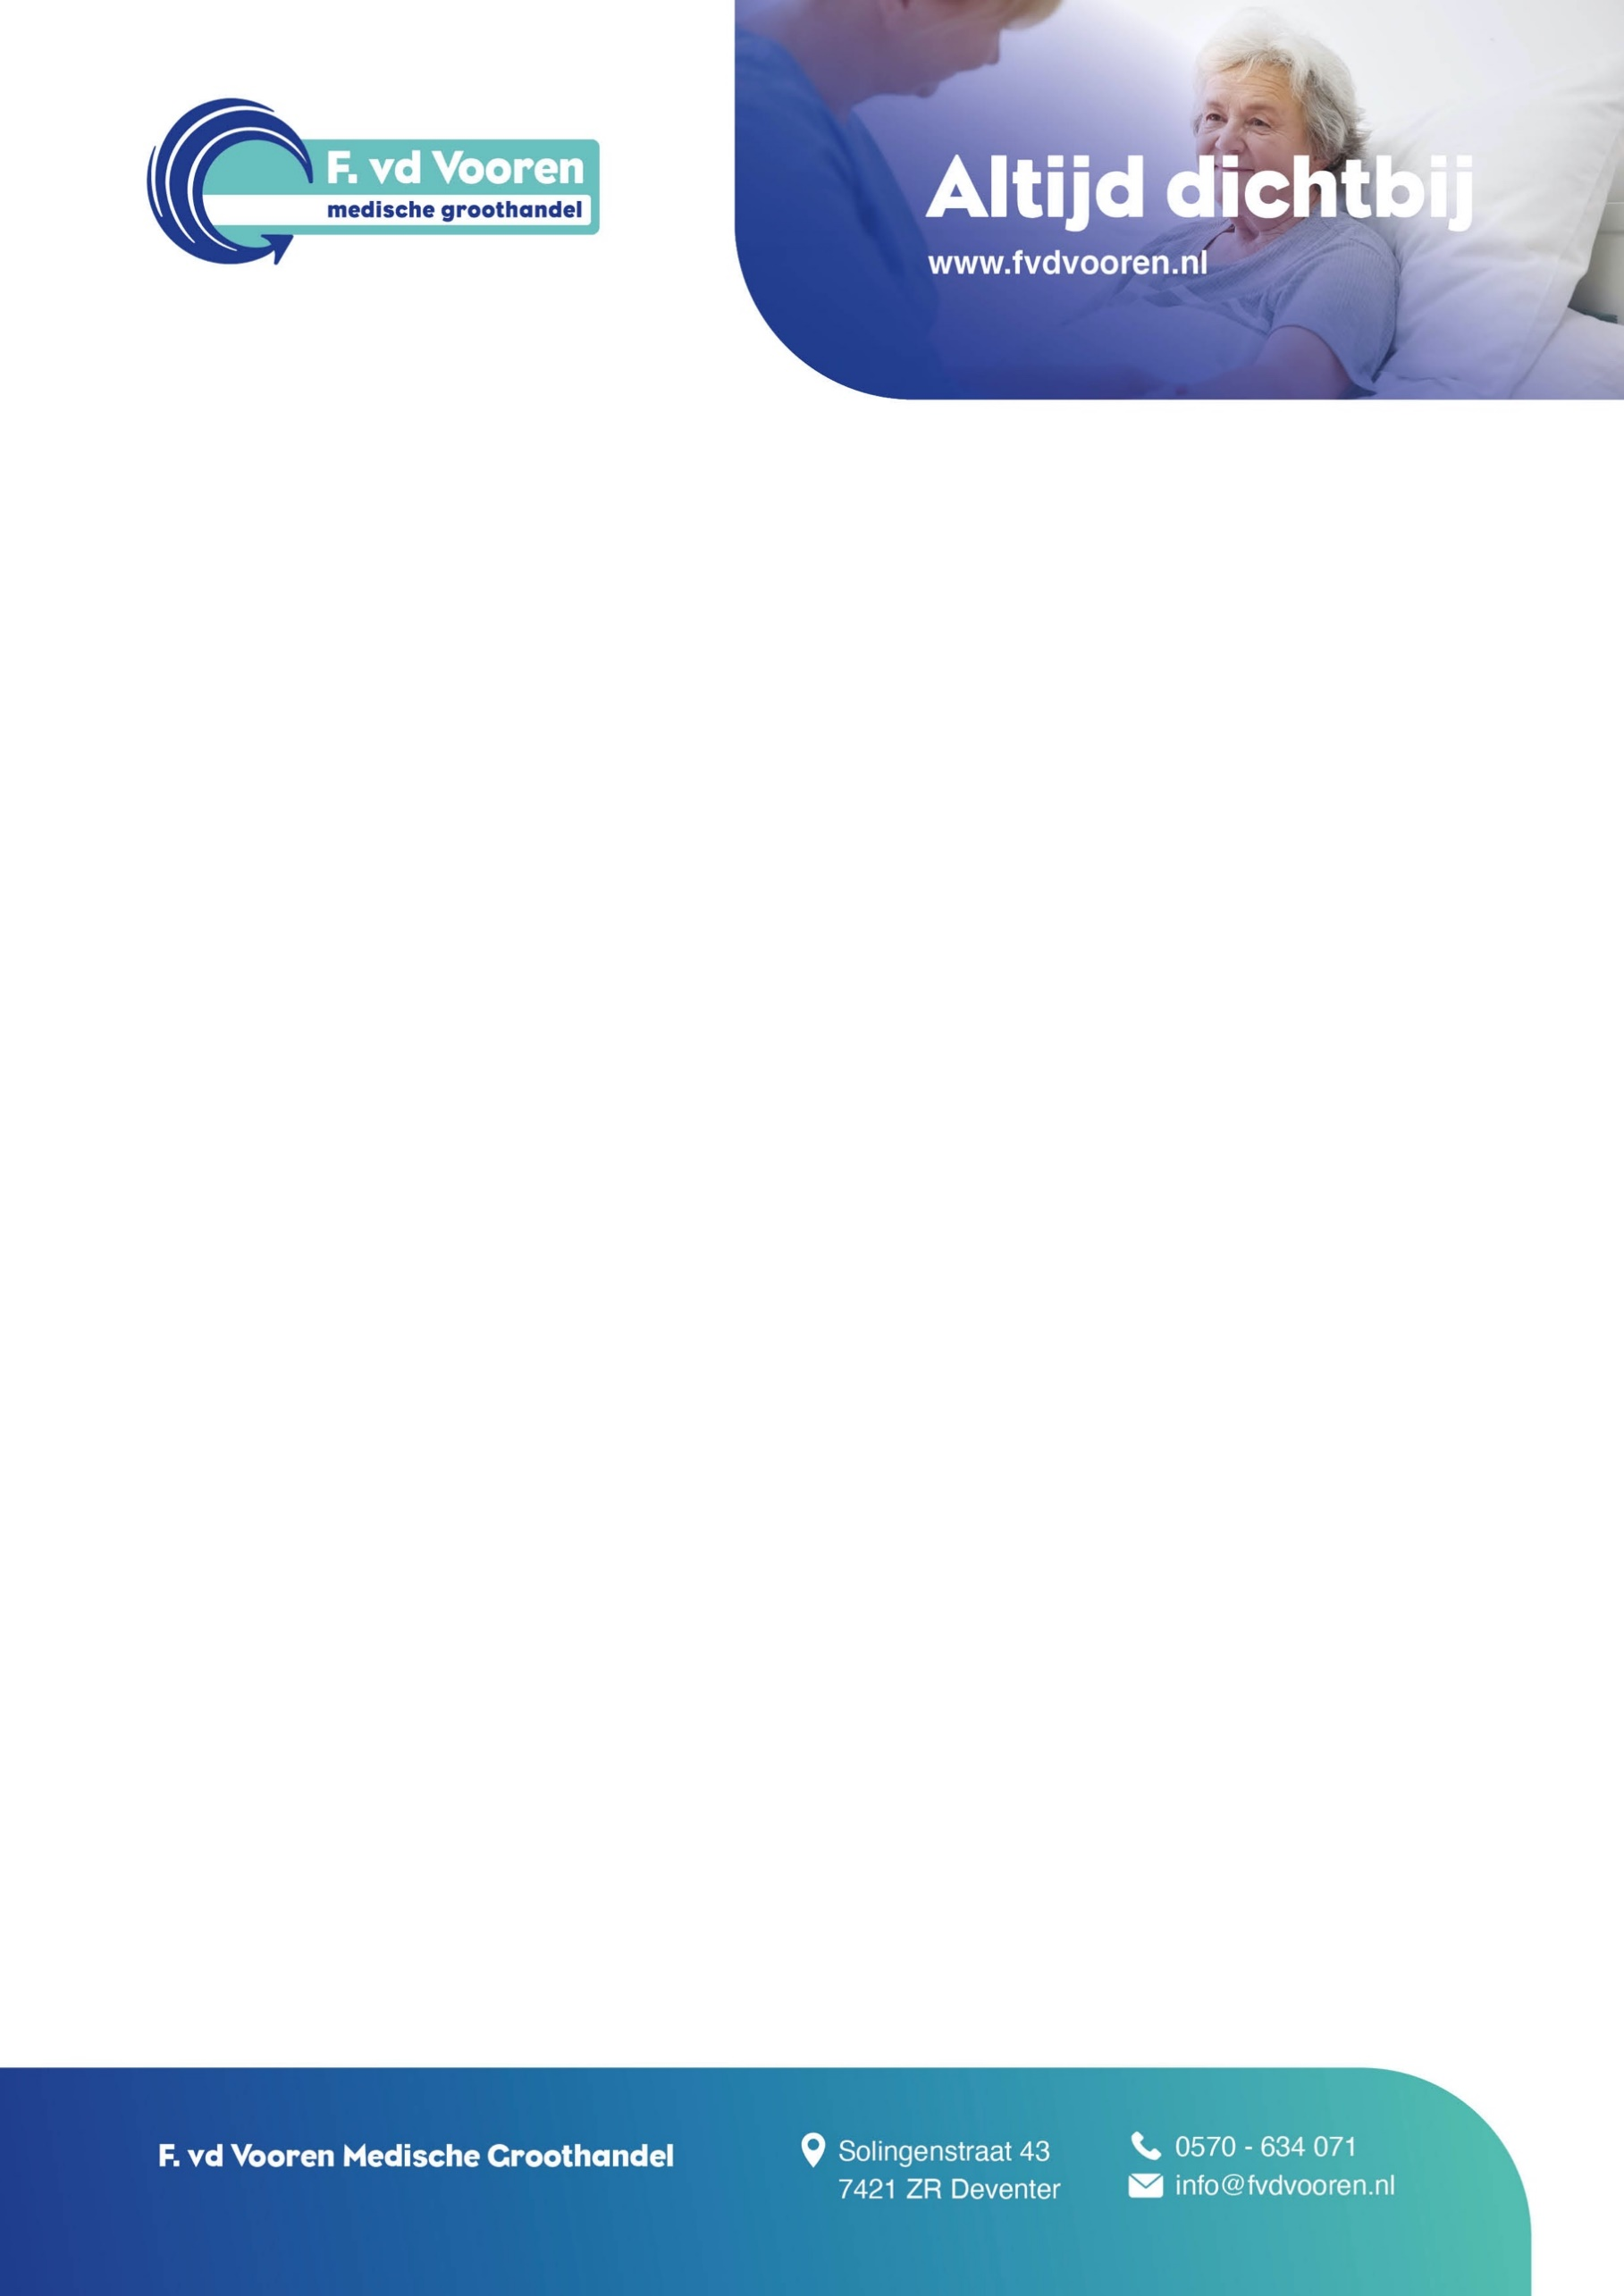 F. vd Vooren
medische groothandel
Altijd dichtbij
www.fvdvooren.nl
F. vd Vooren Medische Groothandel
Solingenstraat 43
7421 ZR Deventer
0570 - 634 071
info@fvdvooren.nl